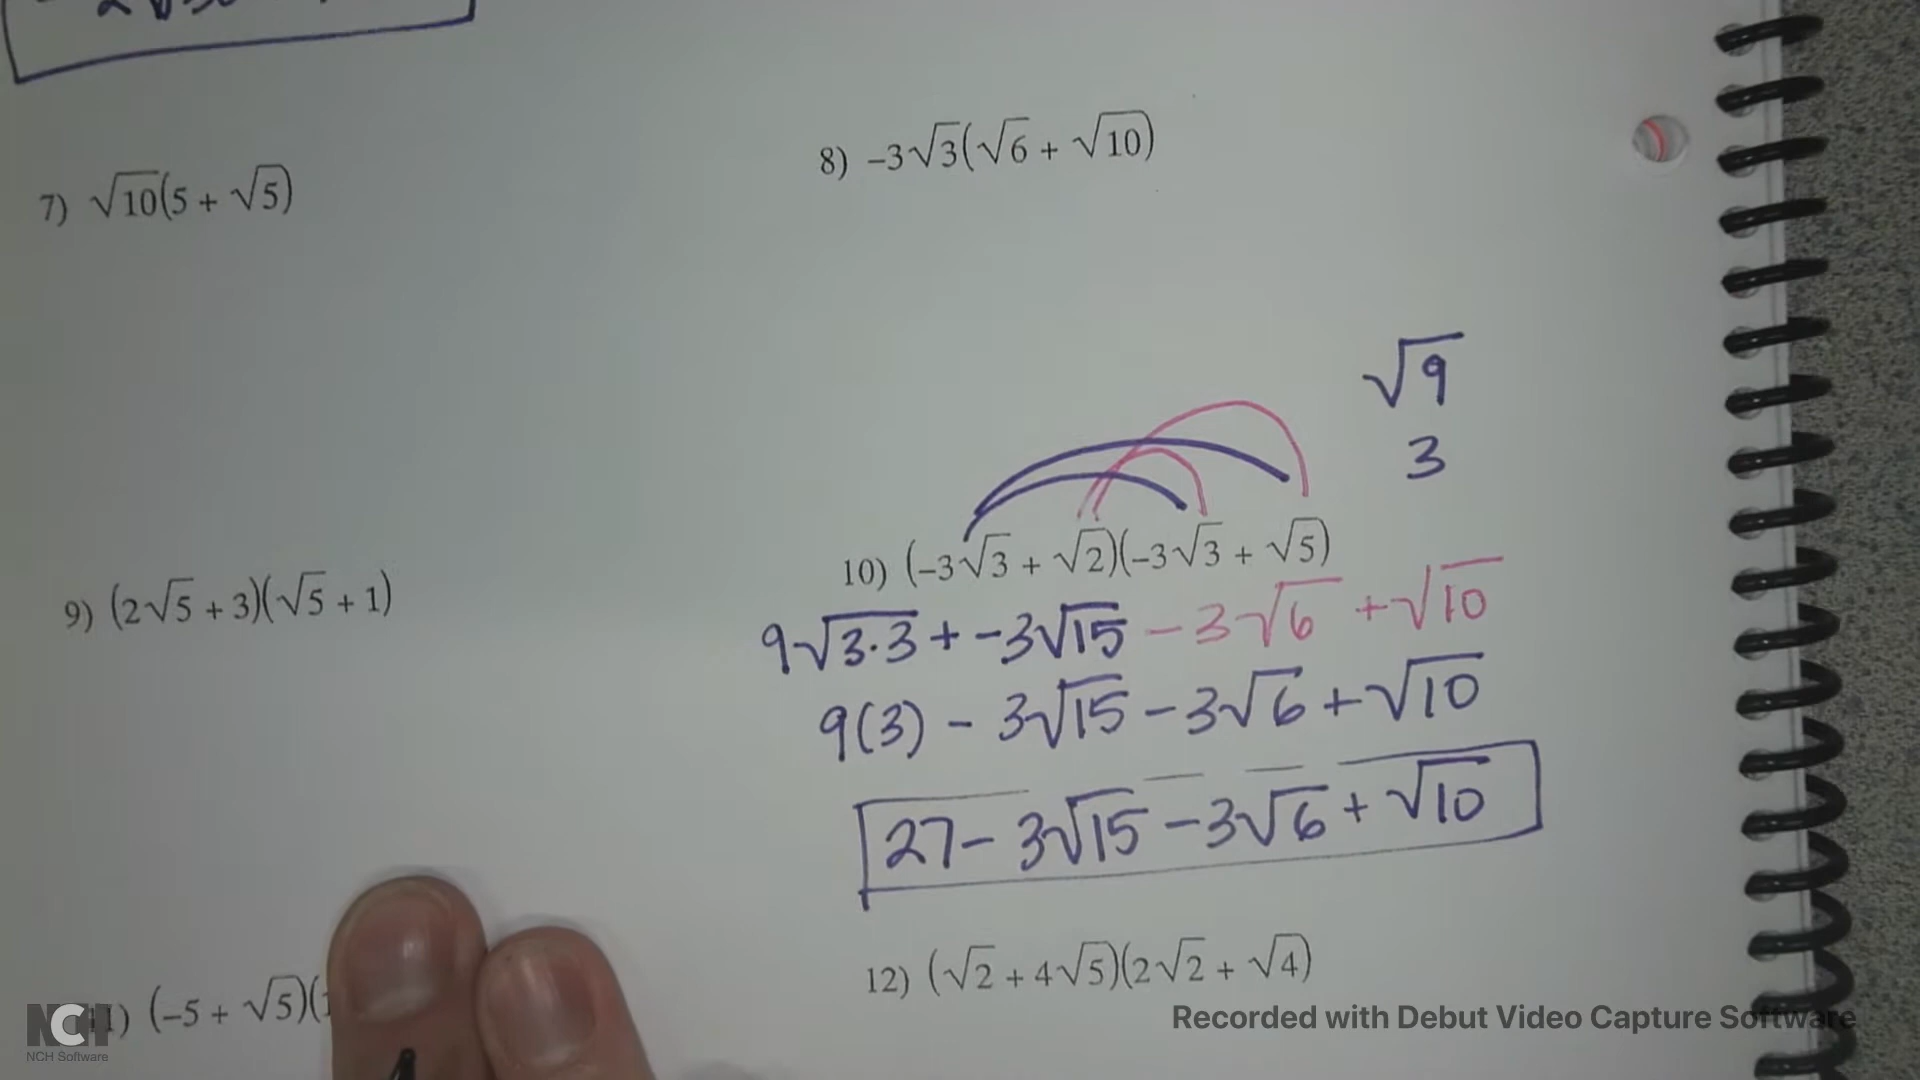 7) √10(5 + √5)
8) -3√3(√6 + √10)
√9
3
9) (2√5 + 3)(√5 + 1)
10) (-3√3 + √2)(-3√3 + √5)
9√3·3 + -3√15 - 3√6 + √10
9(3) - 3√15 - 3√6 + √10
27 - 3√15 - 3√6 + √10
11) (-5 + √5)(
12) (√2 + 4√5)(2√2 + √4)
NCH
NCH Software
Recorded with Debut Video Capture Software